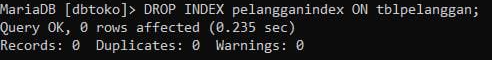 MariaDB [dbtoko]> DROP INDEX pelangganindex ON tblpelanggan;
Query OK, 0 rows affected (0.235 sec)
Records: 0  Duplicates: 0  Warnings: 0